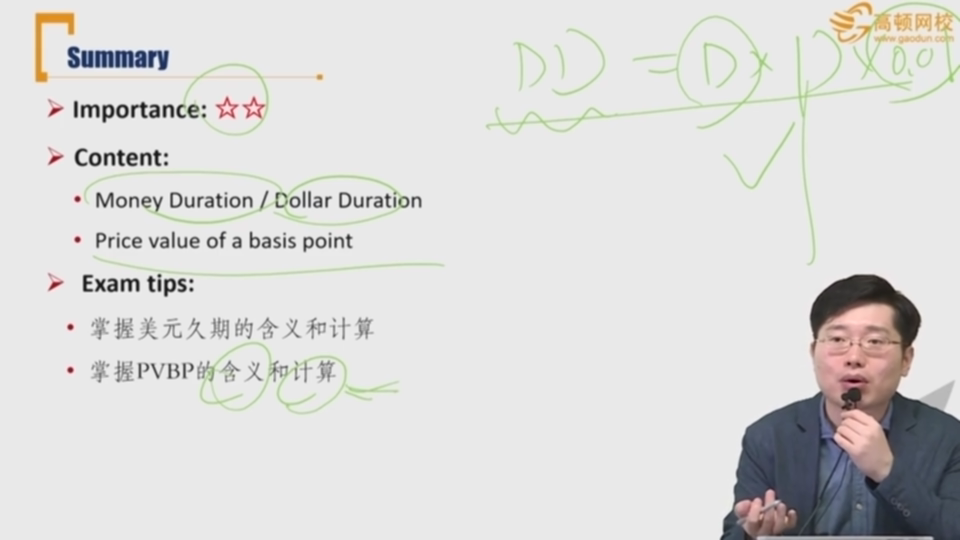 Summary
高顿网校
www.gaodun.com
DD = D × P × 0.01
Importance: ☆☆
Content:
Money Duration / Dollar Duration
Price value of a basis point
Exam tips:
掌握美元久期的含义和计算
掌握PVBP的含义和计算